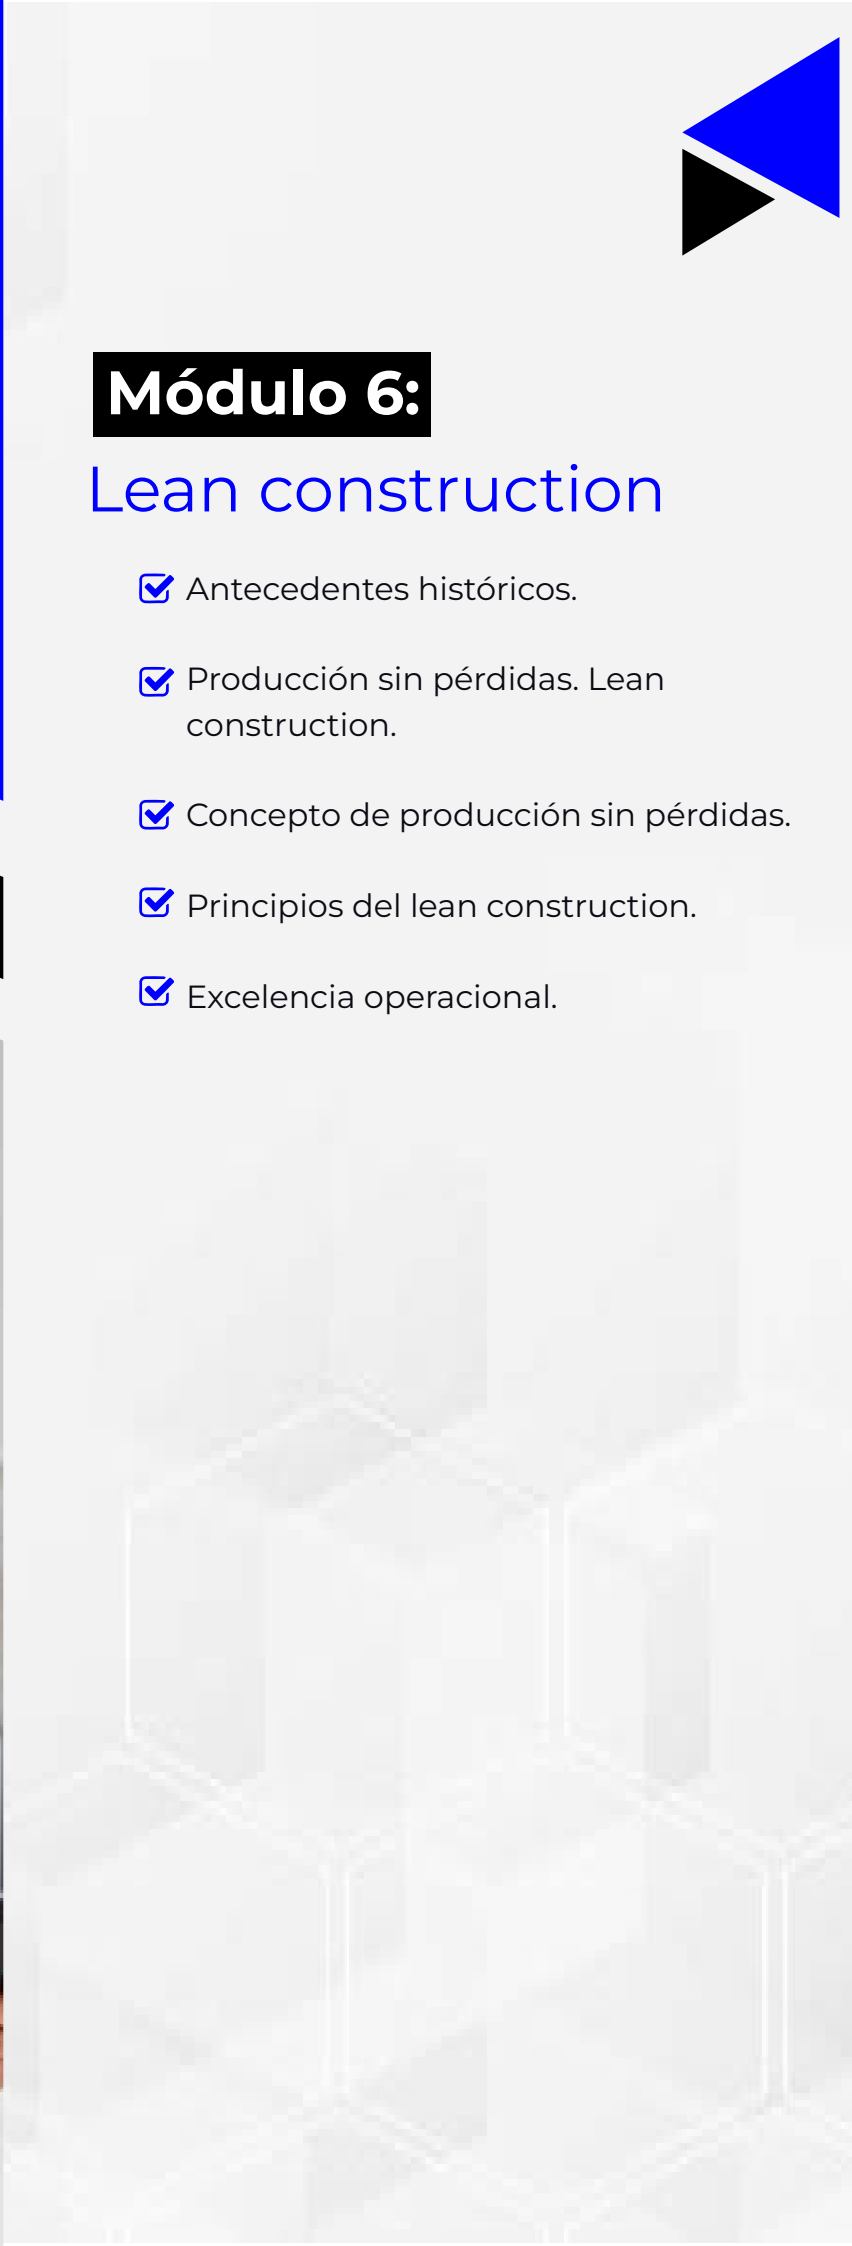 Módulo 6:
Lean construction
Antecedentes históricos.
Producción sin pérdidas. Lean
construction.
Concepto de producción sin pérdidas.
Principios del lean construction.
Excelencia operacional.